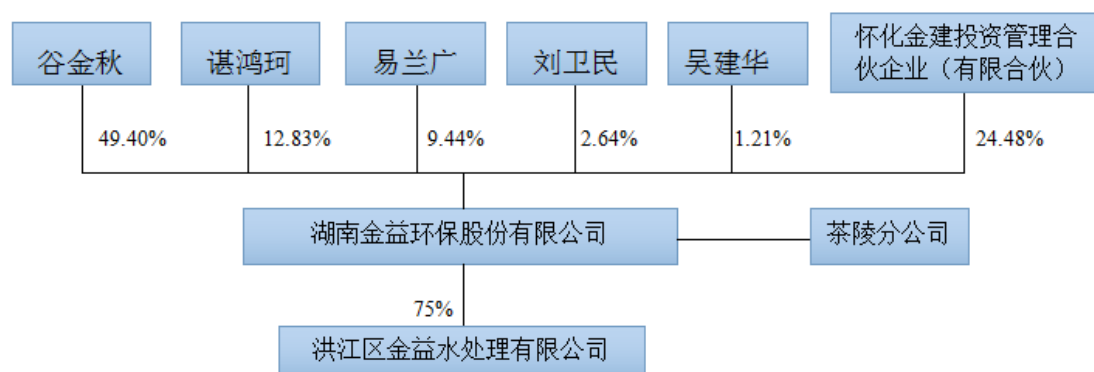 谷金秋
谌鸿珂
易兰广
刘卫民
吴建华
怀化金建投资管理合
伙企业（有限合伙）
49.40%
12.83%
9.44%
2.64%
1.21%
24.48%
湖南金益环保股份有限公司
茶陵分公司
75%
洪江区金益水处理有限公司